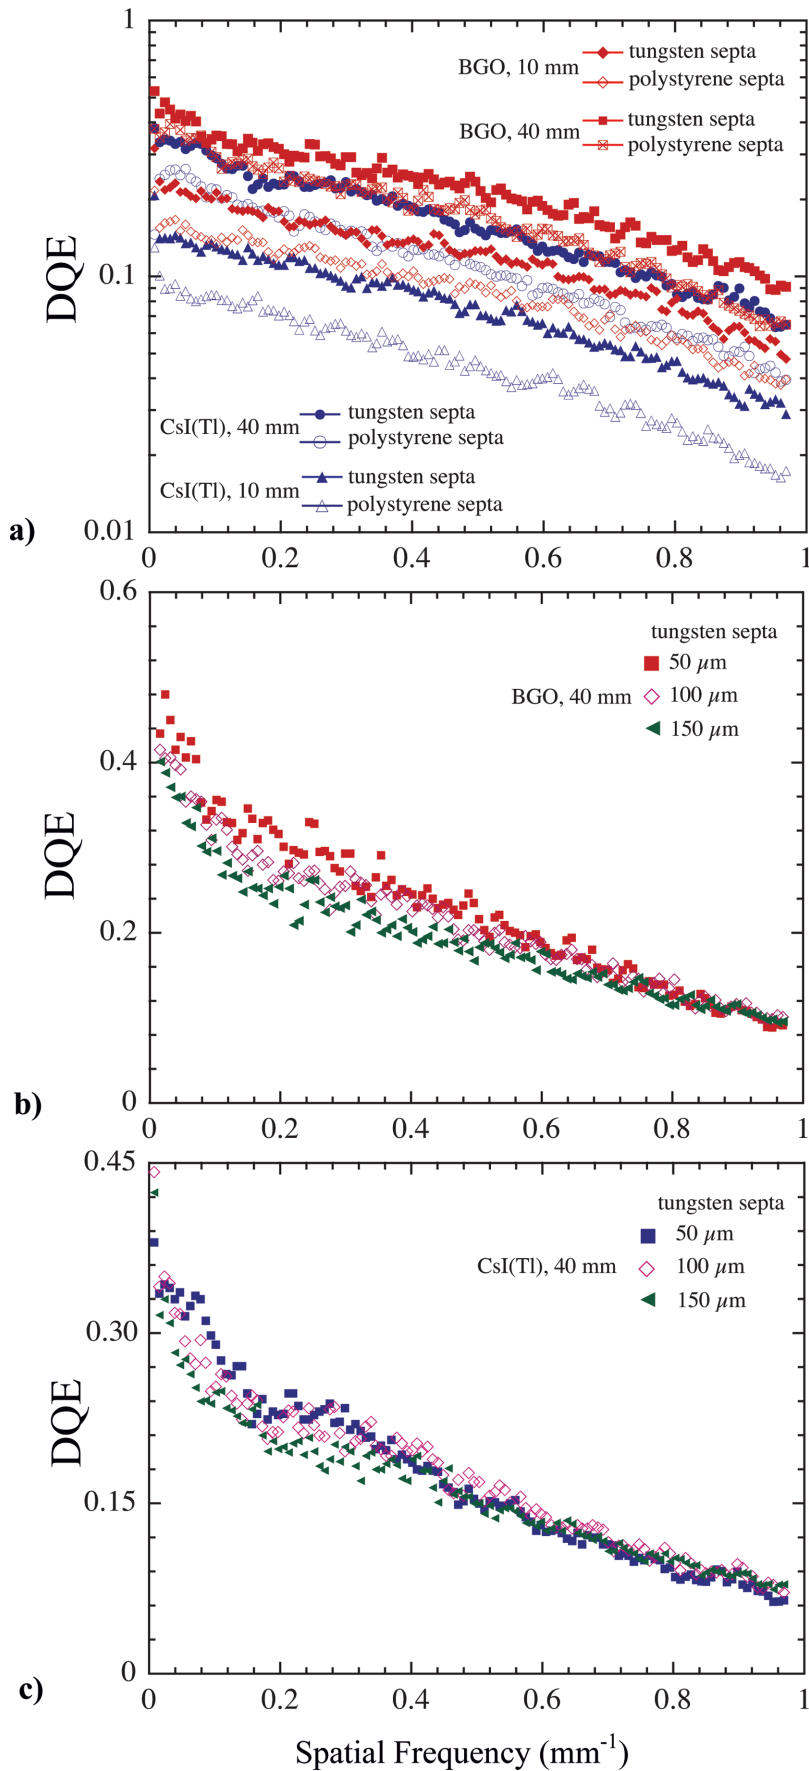 1
tungsten septa
BGO, 10 mm
polystyrene septa
tungsten septa
BGO, 40 mm
polystyrene septa
DQE
0.1
tungsten septa
CsI(Tl), 40 mm
polystyrene septa
tungsten septa
CsI(Tl), 10 mm
polystyrene septa
a)
0.01
0 0.2 0.4 0.6 0.8 1
0.6
tungsten septa
50 µm
BGO, 40 mm 100 µm
150 µm
0.4
DQE
0.2
b)
0
0 0.2 0.4 0.6 0.8 1
0.45
tungsten septa
50 µm
CsI(Tl), 40 mm 100 µm
150 µm
0.30
DQE
0.15
c)
0
0 0.2 0.4 0.6 0.8 1
Spatial Frequency (mm-1)